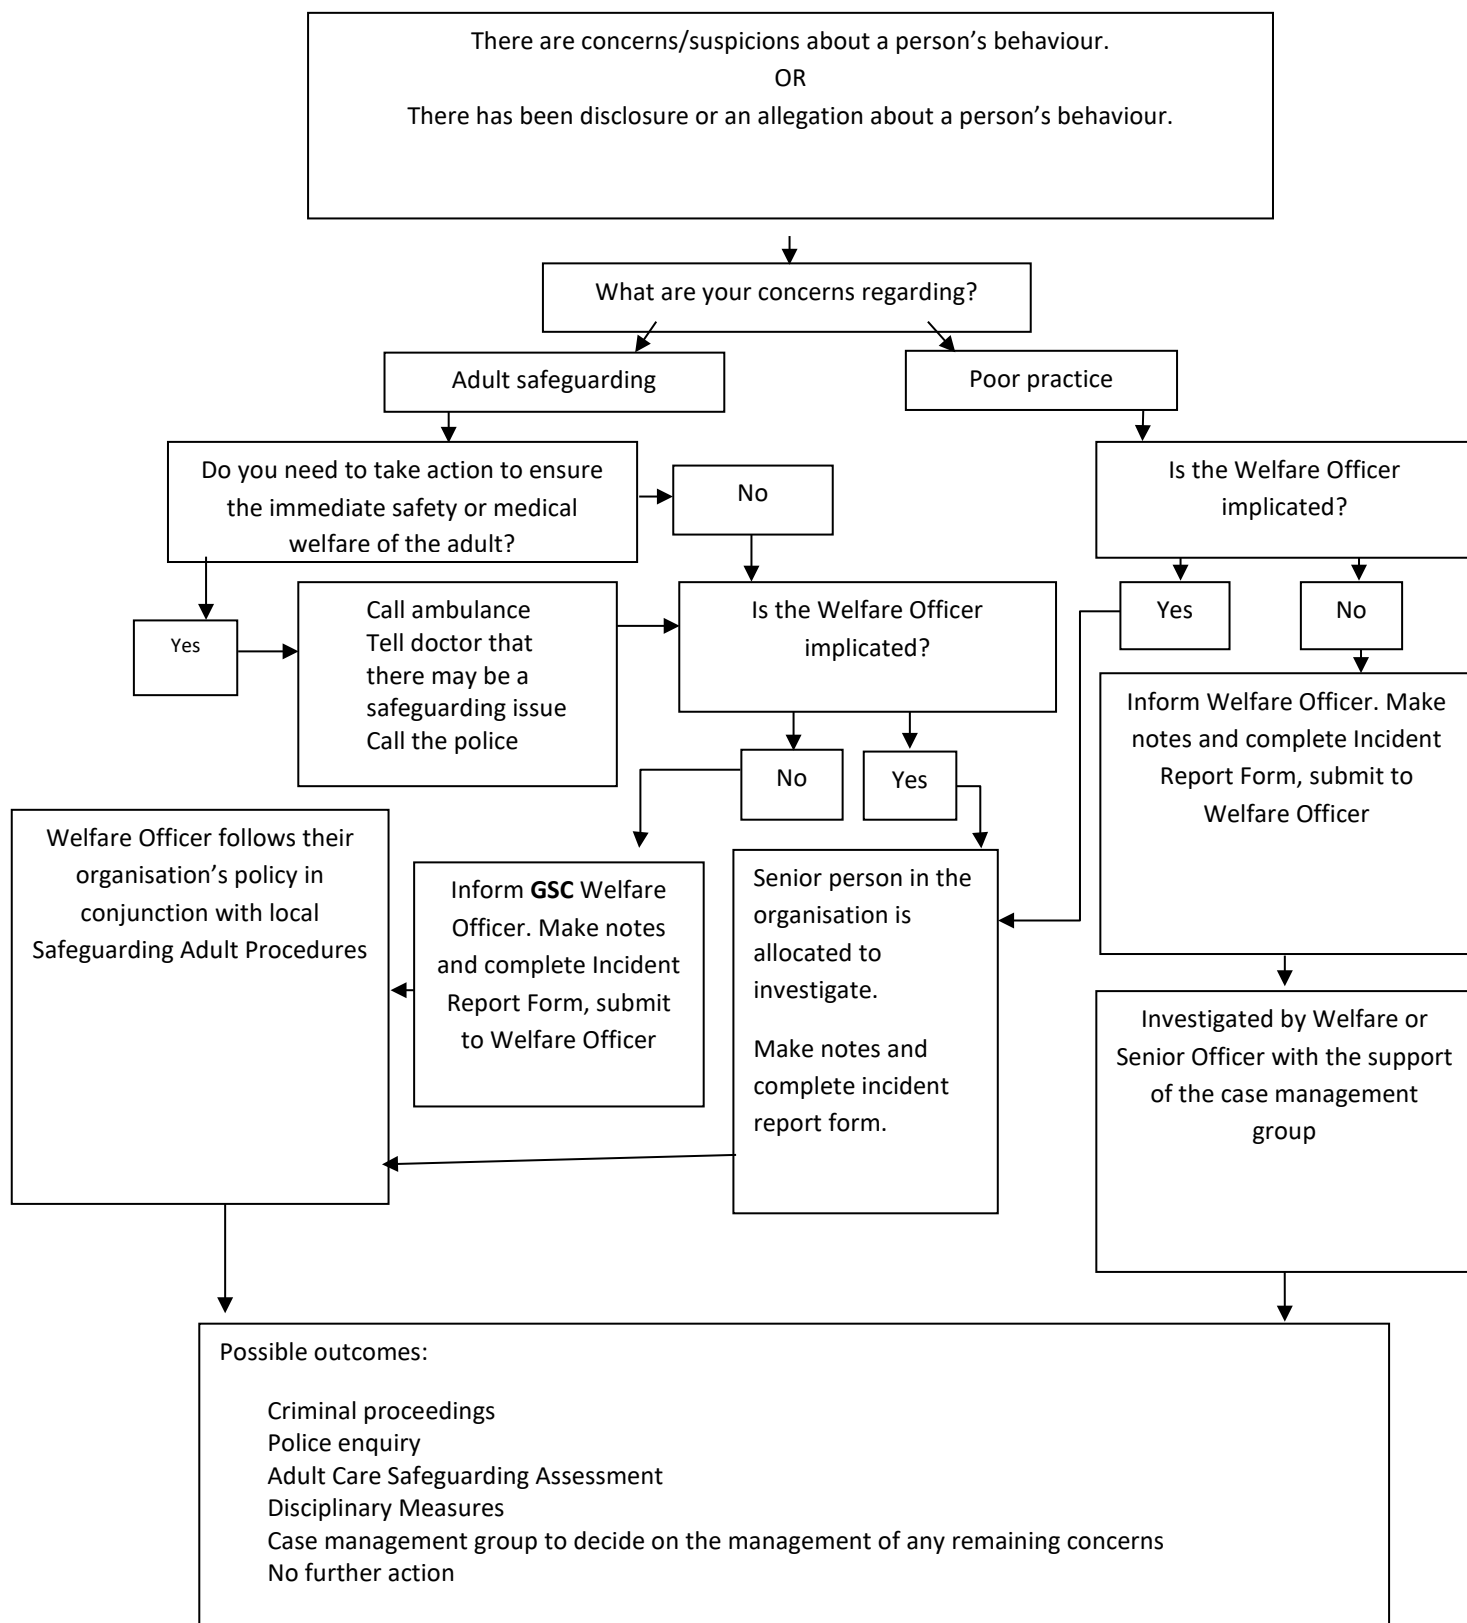 There are concerns/suspicions about a person’s behaviour.
OR
There has been disclosure or an allegation about a person’s behaviour.
What are your concerns regarding?
Adult safeguarding
Poor practice
Do you need to take action to ensure
the immediate safety or medical
welfare of the adult?
No
Is the Welfare Officer
implicated?
Yes
Call ambulance
Tell doctor that
there may be a
safeguarding issue
Call the police
Is the Welfare Officer
implicated?
Yes
No
No
Yes
Inform Welfare Officer. Make
notes and complete Incident
Report Form, submit to
Welfare Officer
Welfare Officer follows their
organisation’s policy in
conjunction with local
Safeguarding Adult Procedures
Inform GSC Welfare
Officer. Make notes
and complete Incident
Report Form, submit
to Welfare Officer
Senior person in the
organisation is
allocated to
investigate.
Make notes and
complete incident
report form.
Investigated by Welfare or
Senior Officer with the support
of the case management
group
Possible outcomes:
Criminal proceedings
Police enquiry
Adult Care Safeguarding Assessment
Disciplinary Measures
Case management group to decide on the management of any remaining concerns
No further action